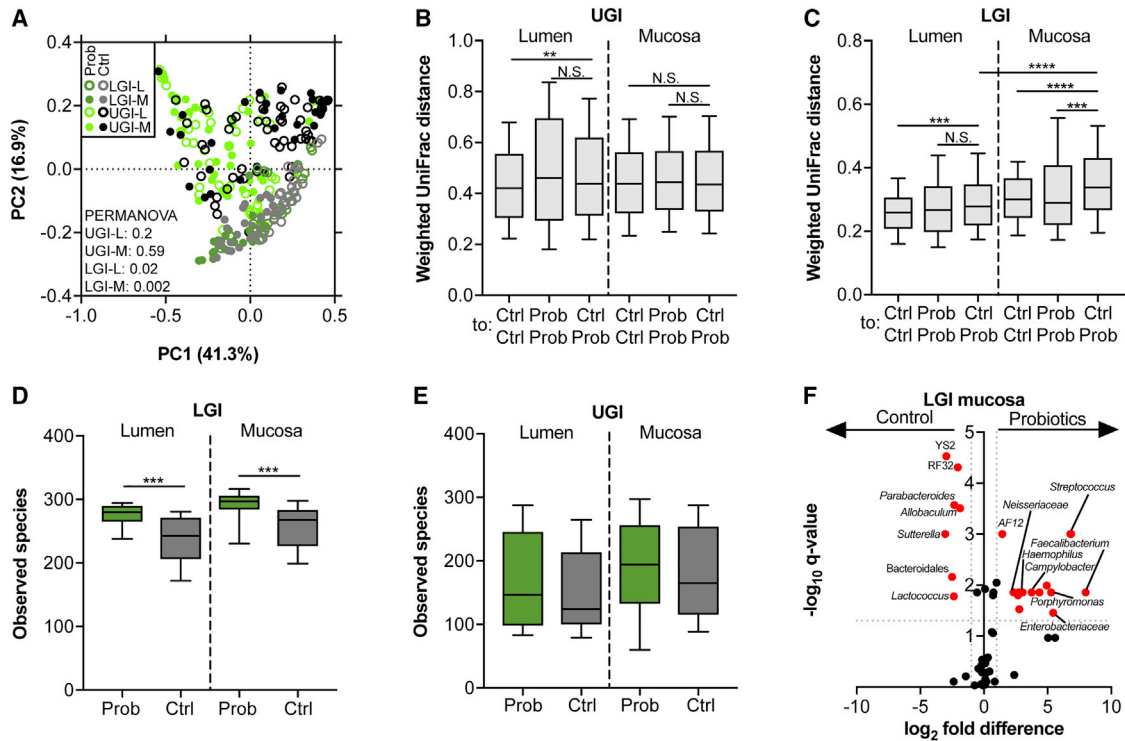 A
Prob
Ctrl
LGI-L
LGI-M
UGI-L
UGI-M
PERMANOVA
UGI-L: 0.2
UGI-M: 0.59
LGI-L: 0.02
LGI-M: 0.002
0.4
0.2
0.0
-0.2
-0.4
-1.0
-0.5
0.0
0.5
PC2 (16.9%)
PC1 (41.3%)
B
UGI
Lumen
Mucosa
**
N.S.
N.S.
N.S.
1.0
0.8
0.6
0.4
0.2
0.0
Weighted UniFrac distance
Ctrl Prob Ctrl Ctrl Prob Ctrl
to: Ctrl Prob Prob Ctrl Prob Prob
C
LGI
Lumen
Mucosa
****
****
***
***
N.S.
0.8
0.6
0.4
0.2
0.0
Weighted UniFrac distance
Ctrl Prob Ctrl Ctrl Prob Ctrl
to: Ctrl Prob Prob Ctrl Prob Prob
D
LGI
Lumen
Mucosa
***
***
400
300
200
100
0
Observed species
Prob Ctrl Prob Ctrl
E
UGI
Lumen
Mucosa
400
300
200
100
0
Observed species
Prob Ctrl Prob Ctrl
F
LGI mucosa
Control
Probiotics
5
4
3
2
1
YS2
RF32
Parabacteroides
Allobaculum
Sutterella
Bacteroidales
Lactococcus
Streptococcus
Neisseriaceae
AF12
Faecalibacterium
Haemophilus
Campylobacter
Porphyromonas
Enterobacteriaceae
-log10 q-value
-10
-5
0
5
10
log2 fold difference